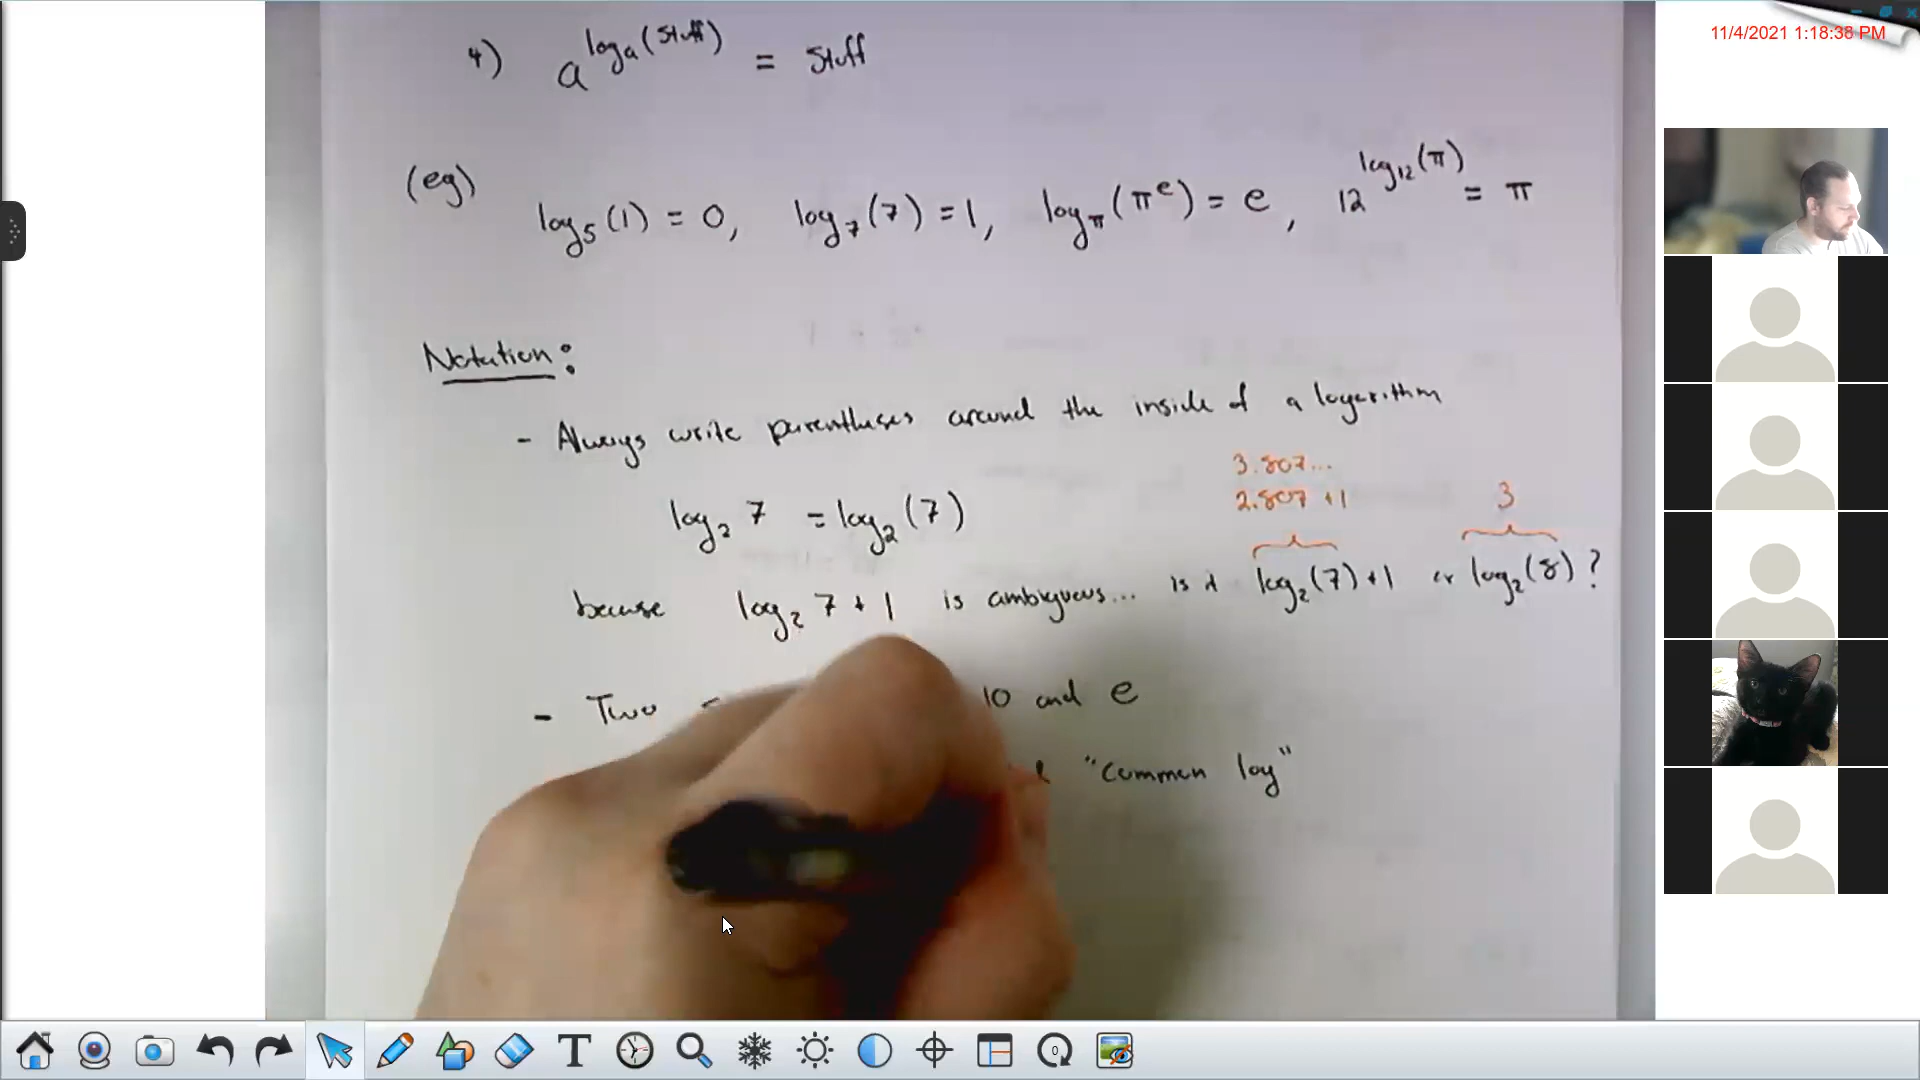 11/4/2021 1:18:38 PM
4) a^log_a(Stuff) = Stuff
(eg) log_5(1) = 0, log_7(7) = 1, log_π(π^e) = e, 12^log_12(π) = π
Notation:
- Always write parentheses around the inside of a logarithm
3.807...
2.807 +1 3
log_2 7 = log_2(7)
because log_2 7 + 1 is ambiguous... is it log_2(7)+1 or log_2(8)?
- Two 10 and e
"common log"
T
0